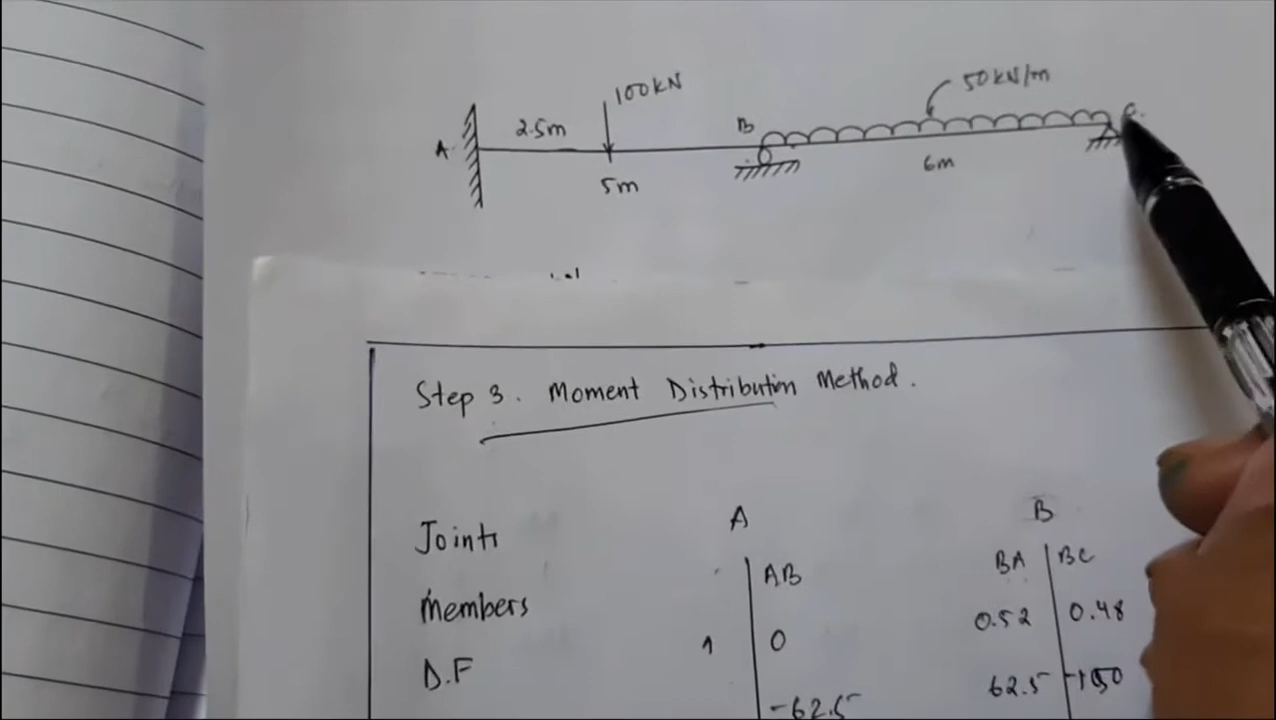 100kN
50kN/m
A
2.5m
B
C
5m
6m
Step 3. Moment Distribution Method.
Joints A B
members AB BA BC
D.F 1 0 0.52 0.48
-62.5 62.5 -150